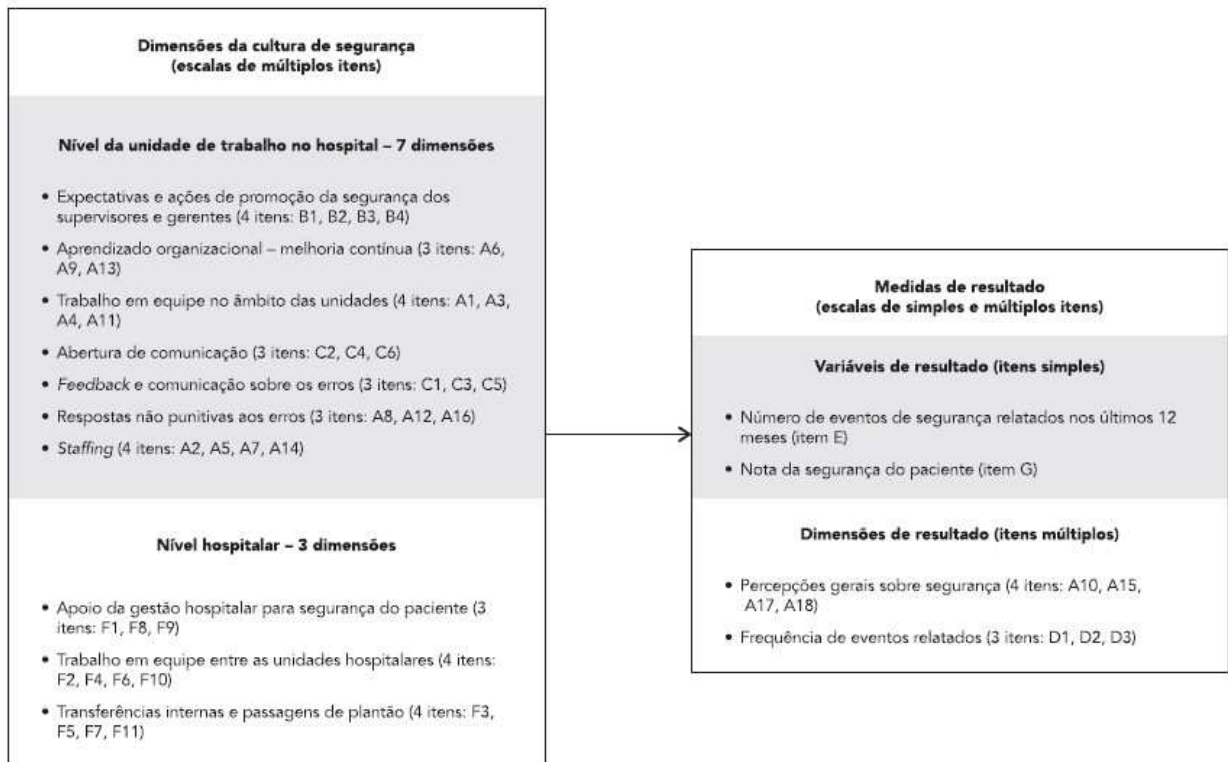 Dimensões da cultura de segurança
(escalas de múltiplos itens)
Nível da unidade de trabalho no hospital – 7 dimensões
• Expectativas e ações de promoção da segurança dos
supervisores e gerentes (4 itens: B1, B2, B3, B4)
• Aprendizado organizacional – melhoria contínua (3 itens: A6,
A9, A13)
• Trabalho em equipe no âmbito das unidades (4 itens: A1, A3,
A4, A11)
• Abertura de comunicação (3 itens: C2, C4, C6)
• Feedback e comunicação sobre os erros (3 itens: C1, C3, C5)
• Respostas não punitivas aos erros (3 itens: A8, A12, A16)
• Staffing (4 itens: A2, A5, A7, A14)
Nível hospitalar – 3 dimensões
• Apoio da gestão hospitalar para segurança do paciente (3
itens: F1, F8, F9)
• Trabalho em equipe entre as unidades hospitalares (4 itens:
F2, F4, F6, F10)
• Transferências internas e passagens de plantão (4 itens: F3,
F5, F7, F11)
Medidas de resultado
(escalas de simples e múltiplos itens)
Variáveis de resultado (itens simples)
• Número de eventos de segurança relatados nos últimos 12
meses (item E)
• Nota da segurança do paciente (item G)
Dimensões de resultado (itens múltiplos)
• Percepções gerais sobre segurança (4 itens: A10, A15,
A17, A18)
• Frequência de eventos relatados (3 itens: D1, D2, D3)